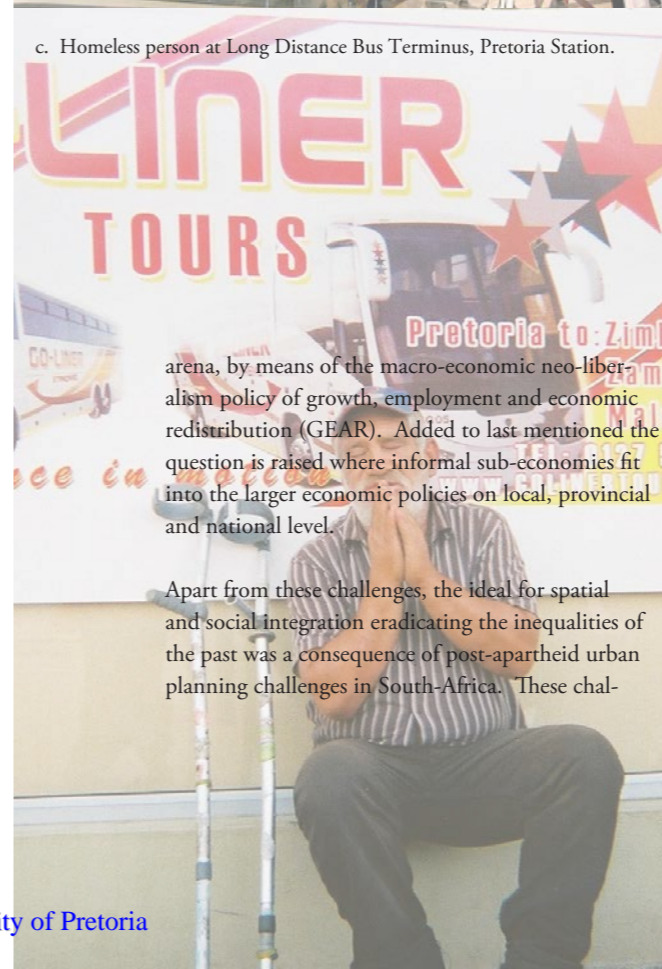 c. Homeless person at Long Distance Bus Terminus, Pretoria Station.
LINER
TOURS
Pretoria to:
GO-LINER
arena, by means of the macro-economic neo-liber-
alism policy of growth, employment and economic
redistribution (GEAR). Added to last mentioned the
question is raised where informal sub-economies fit
into the larger economic policies on local, provincial
and national level.
in motion
Apart from these challenges, the ideal for spatial
and social integration eradicating the inequalities of
the past was a consequence of post-apartheid urban
planning challenges in South-Africa. These chal-
of Pretoria